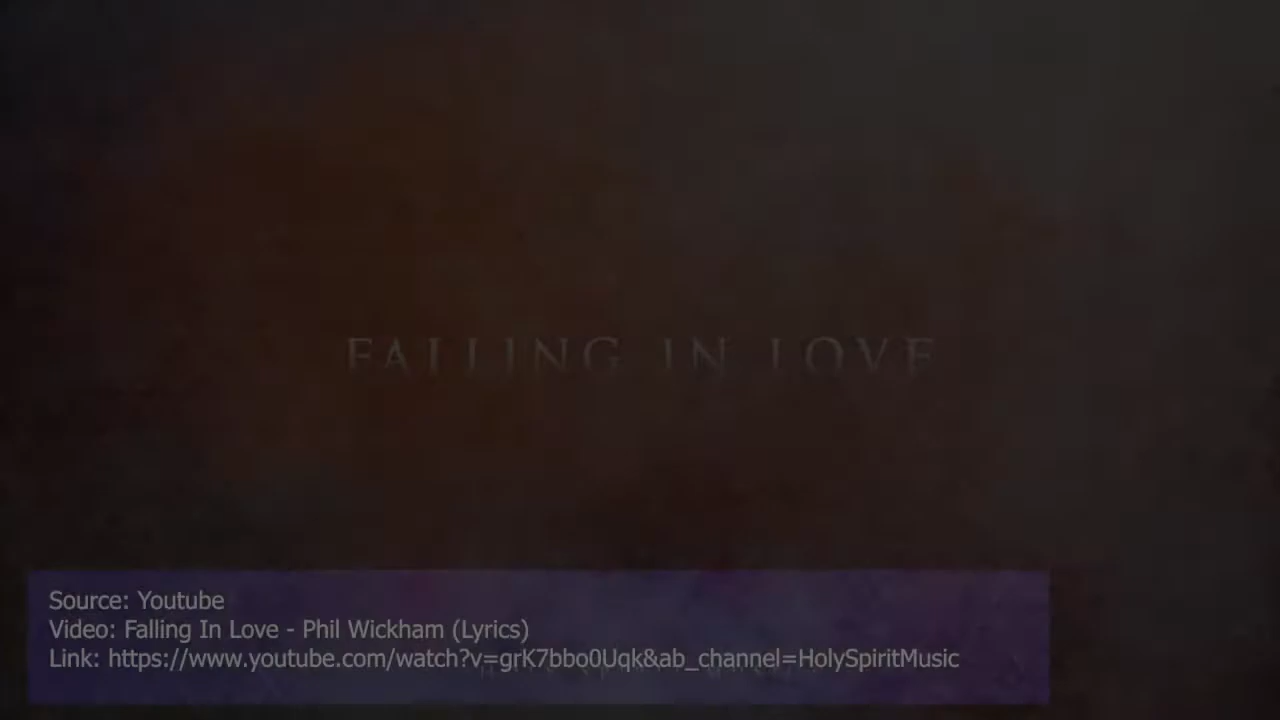 FALLING IN LOVE
Source: Youtube
Video: Falling In Love - Phil Wickham (Lyrics)
Link: https://www.youtube.com/watch?v=grK7bbo0Uqk&ab_channel=HolySpiritMusic